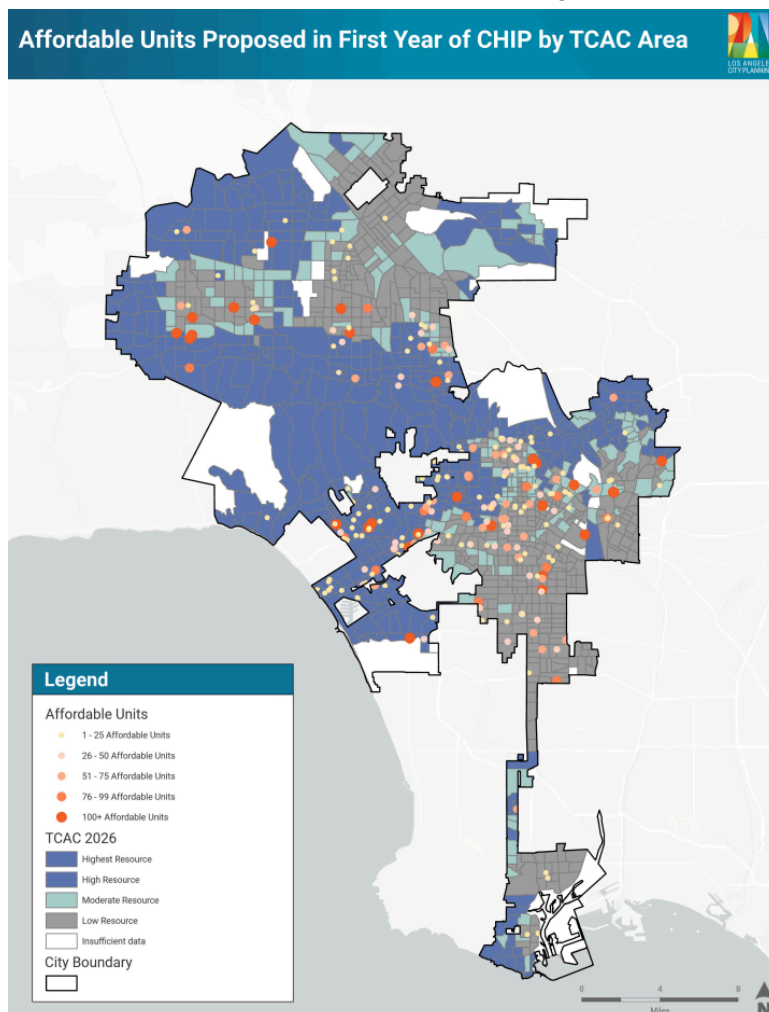 Affordable Units Proposed in First Year of CHIP by TCAC Area
LOS ANGELES
CITY PLANNING
Legend
Affordable Units
1 - 25 Affordable Units
26 - 50 Affordable Units
51 - 75 Affordable Units
76 - 99 Affordable Units
100+ Affordable Units
TCAC 2026
Highest Resource
High Resource
Moderate Resource
Low Resource
Insufficient data
City Boundary
0 4 8
Miles
N